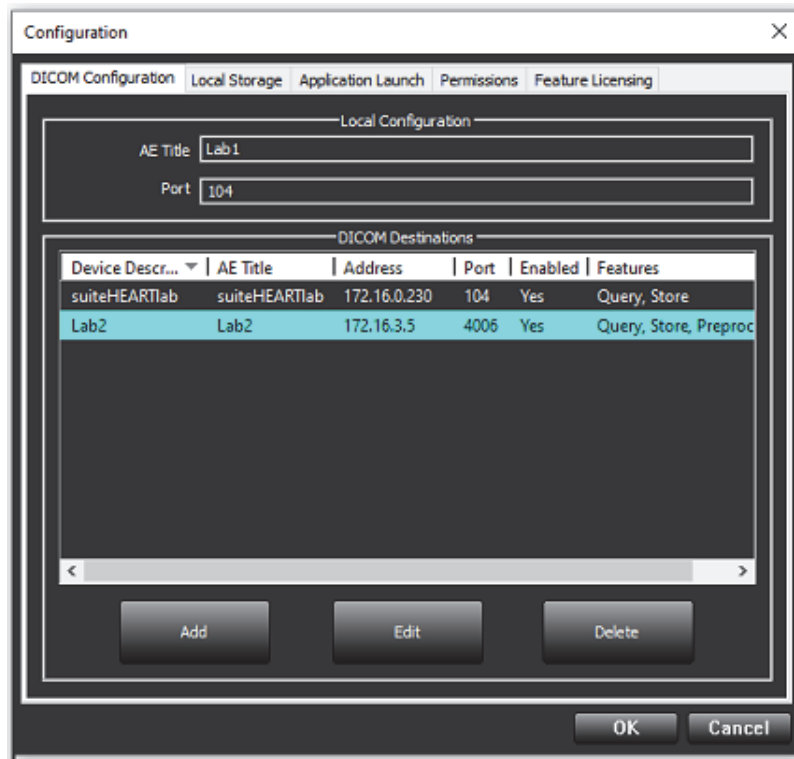 Configuration
DICOM Configuration Local Storage Application Launch Permissions Feature Licensing
Local Configuration
AE Title Lab1
Port 104
DICOM Destinations
Device Descr... AE Title Address Port Enabled Features
suiteHEARTlab suiteHEARTlab 172.16.0.230 104 Yes Query, Store
Lab2 Lab2 172.16.3.5 4006 Yes Query, Store, Preproc
Add Edit Delete
OK Cancel